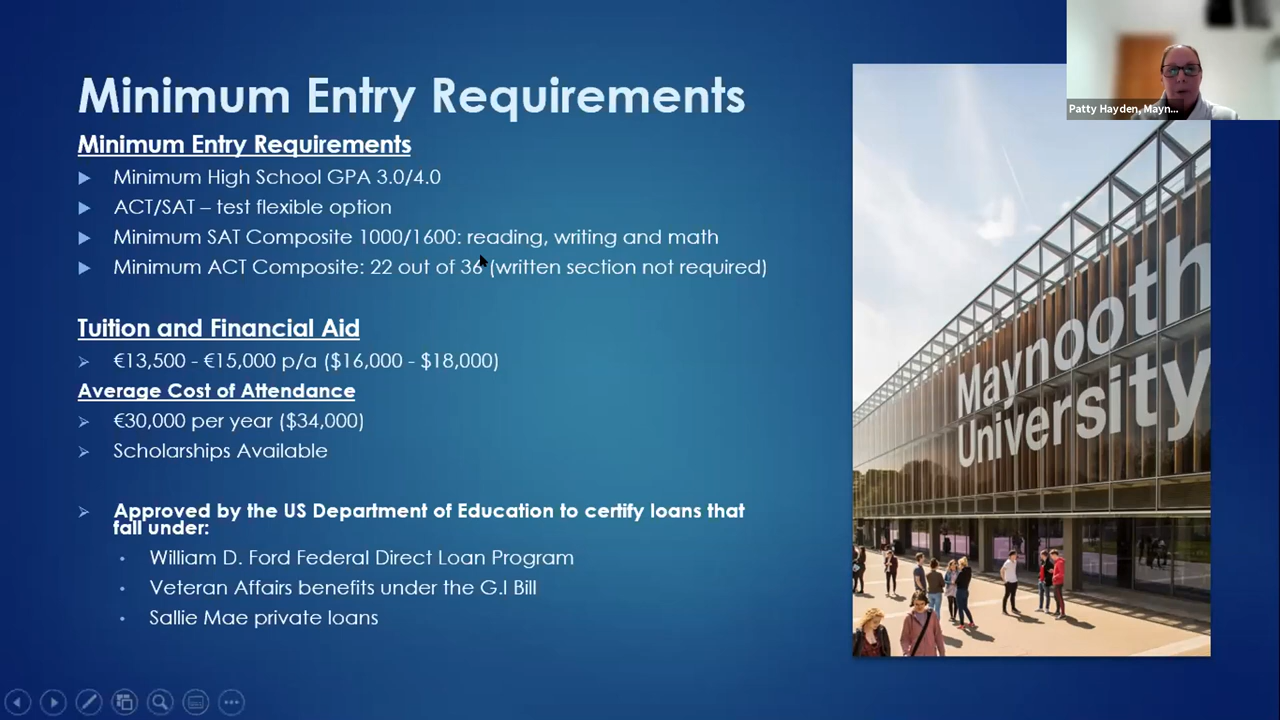 Minimum Entry Requirements
Minimum Entry Requirements
Minimum High School GPA 3.0/4.0
ACT/SAT – test flexible option
Minimum SAT Composite 1000/1600: reading, writing and math
Minimum ACT Composite: 22 out of 36 (written section not required)
Tuition and Financial Aid
€13,500 - €15,000 p/a ($16,000 - $18,000)
Average Cost of Attendance
€30,000 per year ($34,000)
Scholarships Available
Approved by the US Department of Education to certify loans that
fall under:
William D. Ford Federal Direct Loan Program
Veteran Affairs benefits under the G.I Bill
Sallie Mae private loans
Patty Hayden, Mayn...
Maynooth
University